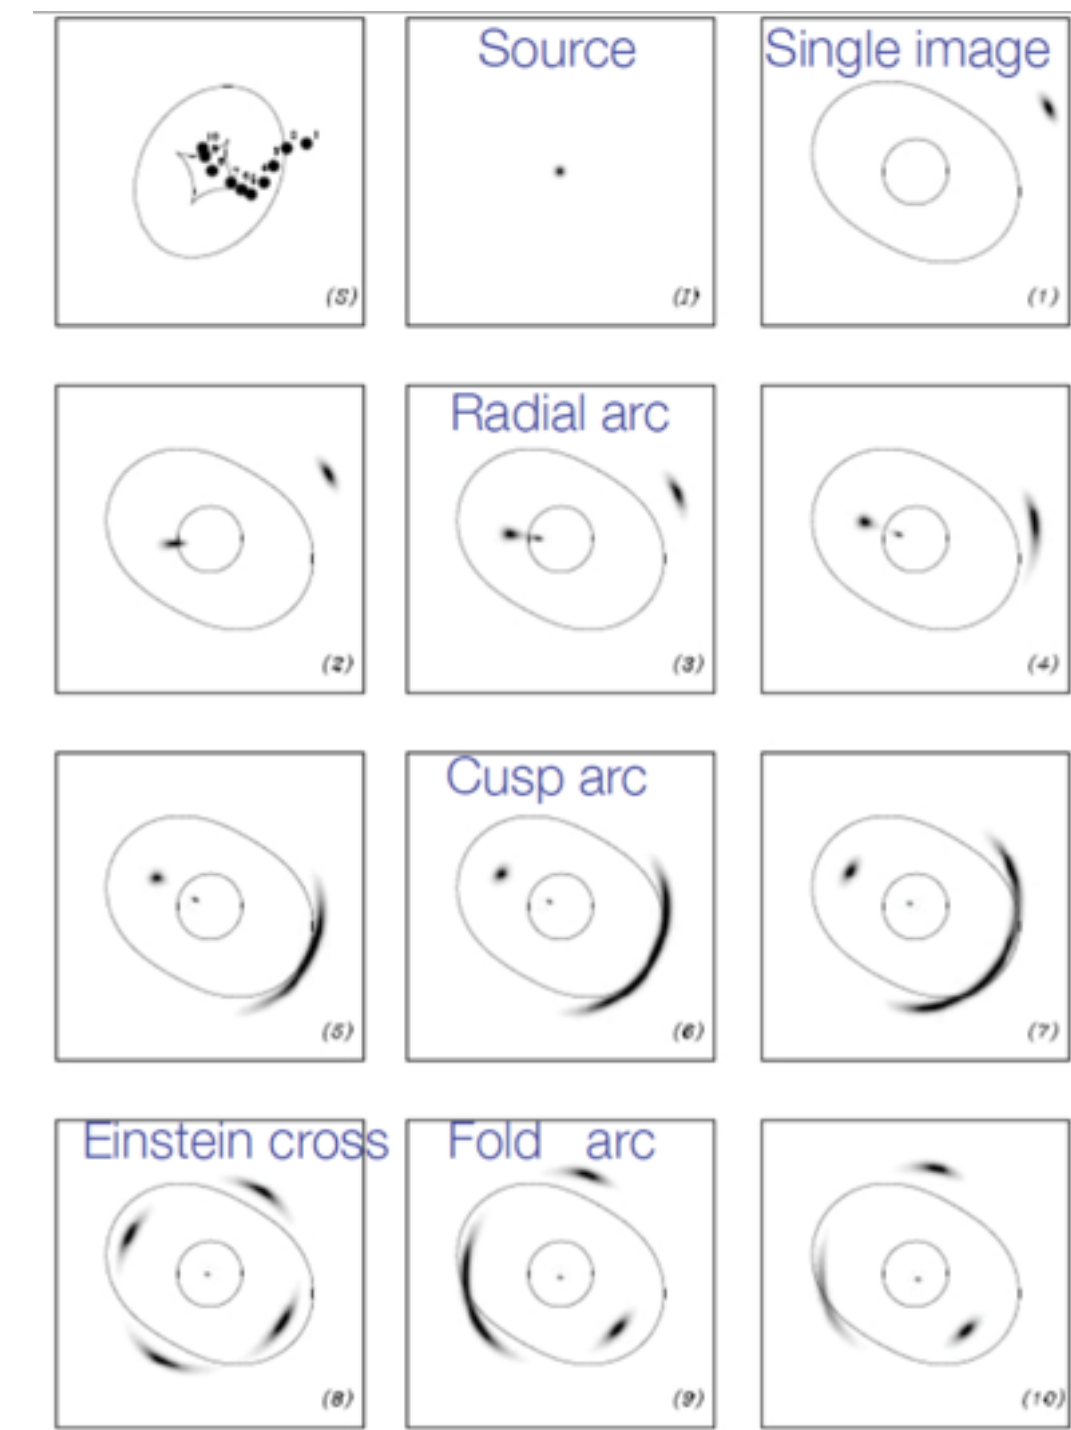 Source
Single image
(S)
(I)
(1)
Radial arc
(2)
(3)
(4)
Cusp arc
(5)
(6)
(7)
Einstein cross
Fold arc
(8)
(9)
(10)